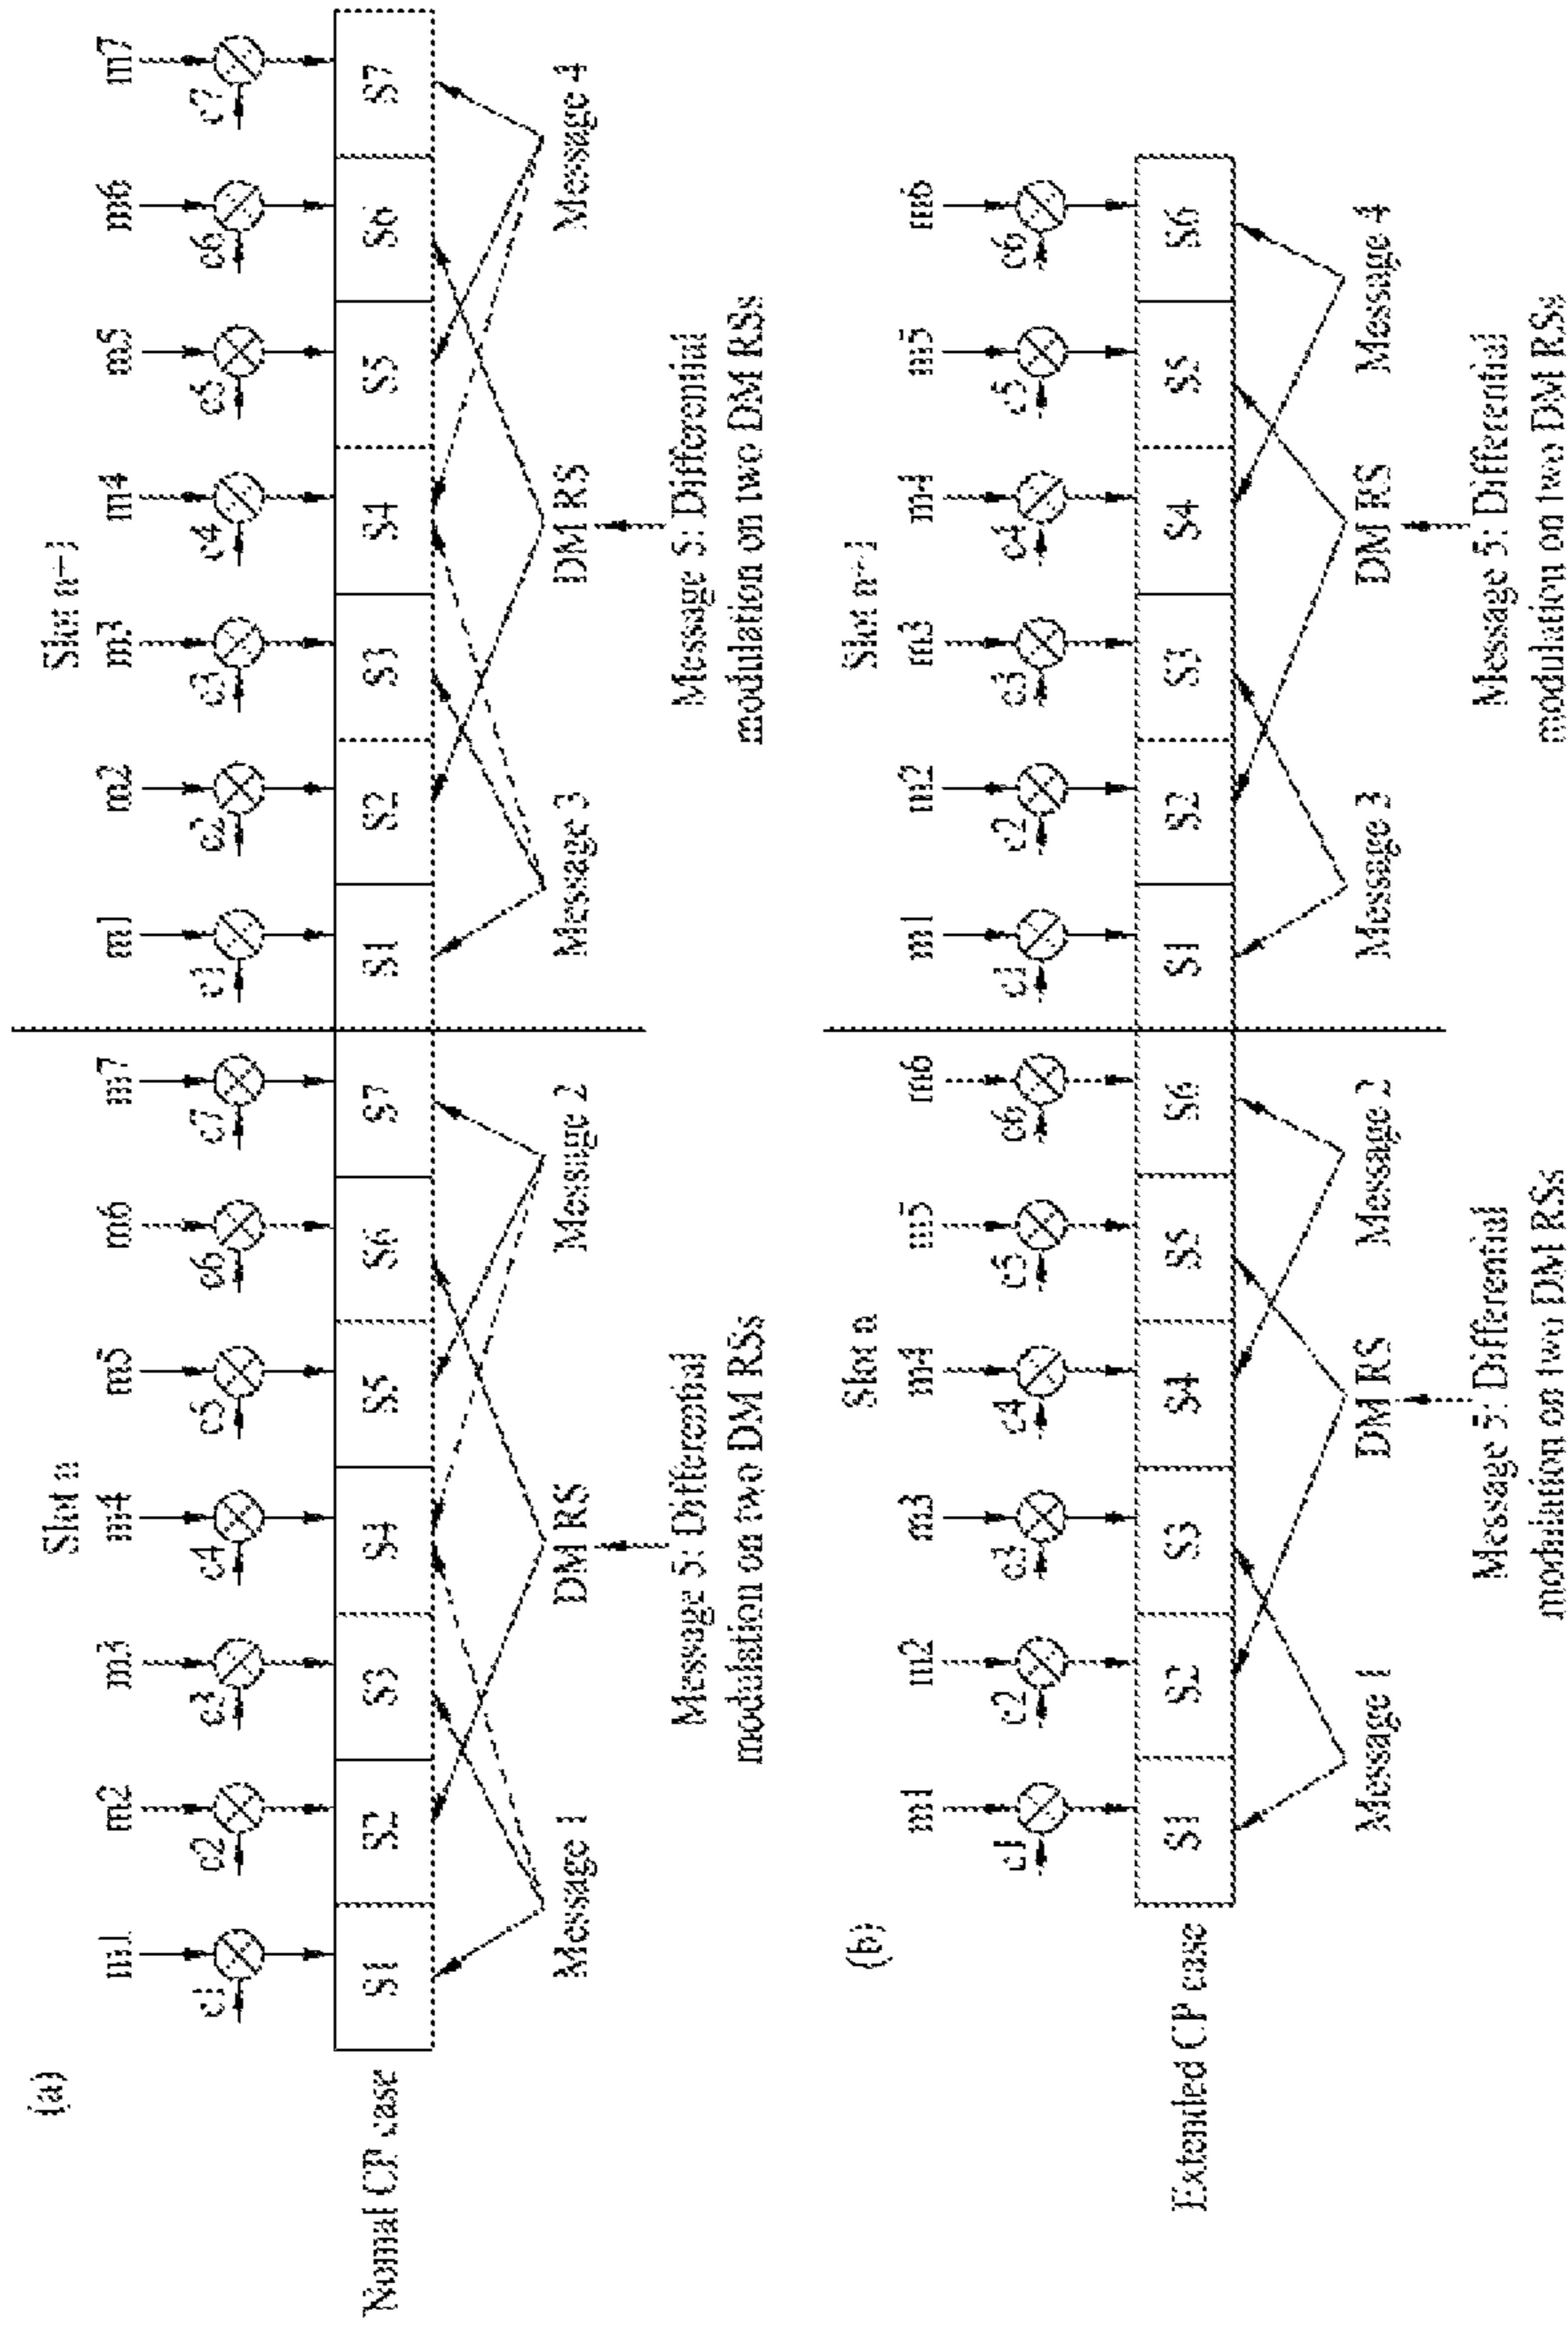 (a)
Slot n
Slot n+1
m1 m2 m3 m4 m5 m6 m7 m1 m2 m3 m4 m5 m6 m7
c1 c2 c3 c4 c5 c6 c7 c1 c2 c3 c4 c5 c6 c7
Nomal CP case
S1 S2 S3 S4 S5 S6 S7 S1 S2 S3 S4 S5 S6 S7
Message 1 DM RS Message 2 Message 3 DM RS Message 4
Message 5: Differential
modulation on two DM RSs
Message 5: Differential
modulation on two DM RSs
(b)
Slot n
Slot n+1
m1 m2 m3 m4 m5 m6 m1 m2 m3 m4 m5 m6
c1 c2 c3 c4 c5 c6 c1 c2 c3 c4 c5 c6
Extended CP case
S1 S2 S3 S4 S5 S6 S1 S2 S3 S4 S5 S6
Message 1 DM RS Message 2 Message 3 DM RS Message 4
Message 5: Differential
modulation on two DM RSs
Message 5: Differential
modulation on two DM RSs